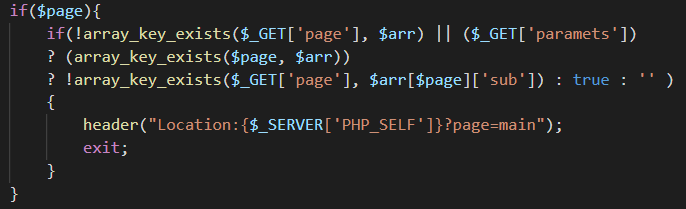 if($page){
if(!array_key_exists($_GET['page'], $arr) || ($_GET['paramets'])
? (array_key_exists($page, $arr))
? !array_key_exists($_GET['page'], $arr[$page]['sub']) : true : '' )
{
header("Location:{$_SERVER['PHP_SELF']}?page=main");
exit;
}
}